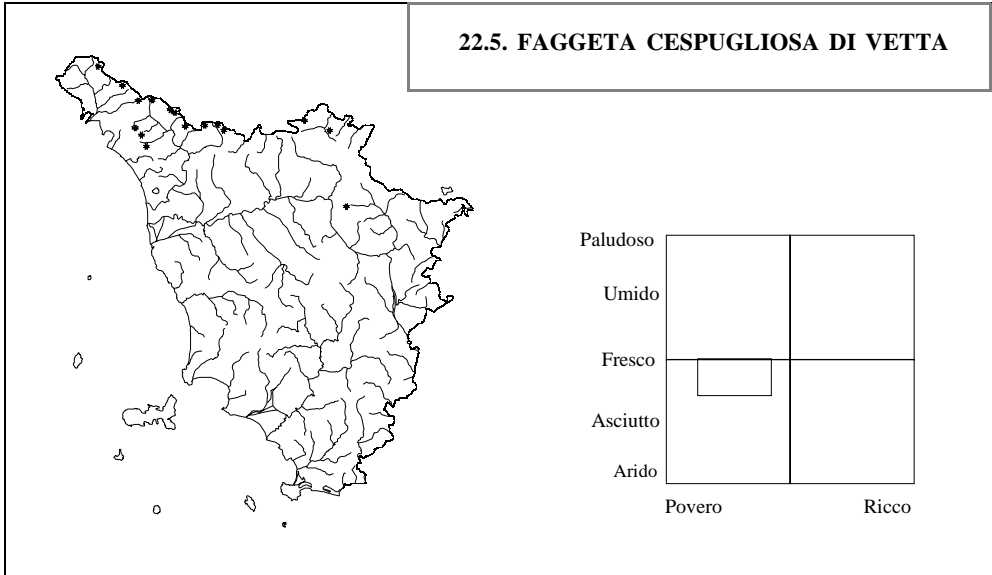 22.5. FAGGETA CESPUGLIOSA DI VETTA
Paludoso
Umido
Fresco
Asciutto
Arido
Povero Ricco